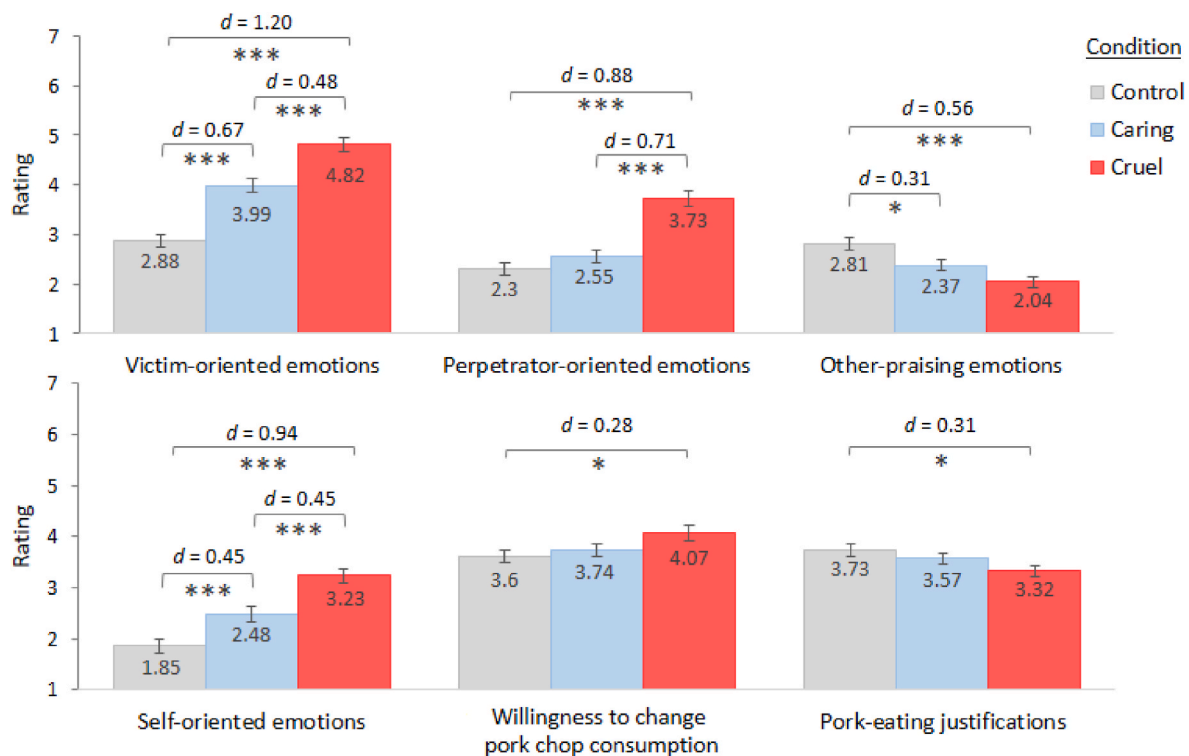 d = 1.20
***
d = 0.48
***
d = 0.67
***
d = 0.88
***
d = 0.71
***
d = 0.56
***
d = 0.31
*
Condition
Control
Caring
Cruel
Rating
7
6
5
4
3
2
1
2.88
3.99
4.82
2.3
2.55
3.73
2.81
2.37
2.04
Victim-oriented emotions
Perpetrator-oriented emotions
Other-praising emotions
d = 0.94
***
d = 0.45
***
d = 0.45
***
d = 0.28
*
d = 0.31
*
Rating
7
6
5
4
3
2
1
1.85
2.48
3.23
3.6
3.74
4.07
3.73
3.57
3.32
Self-oriented emotions
Willingness to change
pork chop consumption
Pork-eating justifications